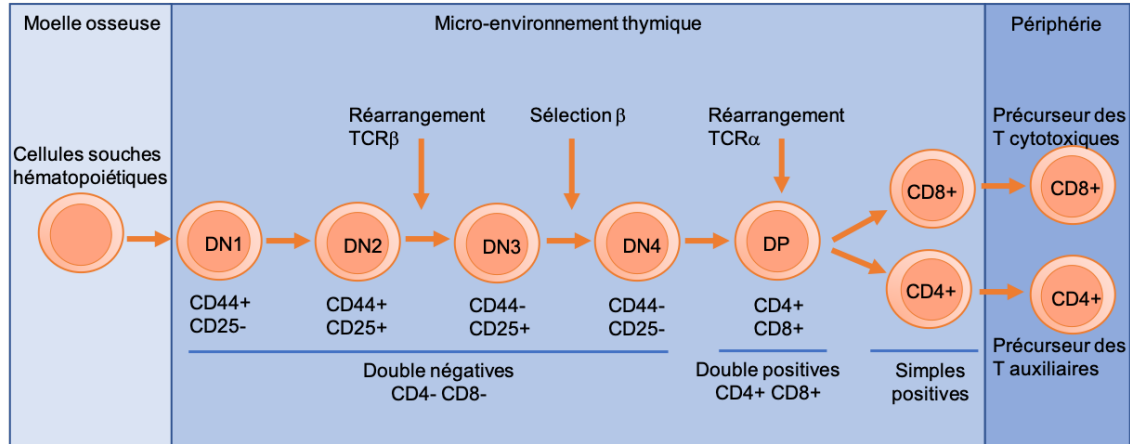 Moelle osseuse
Micro-environnement thymique
Périphérie
Réarrangement
TCRβ
Sélection β
Réarrangement
TCRα
Précurseur des
T cytotoxiques
Cellules souches
hématopoiétiques
CD8+
CD8+
DN1
DN2
DN3
DN4
DP
CD4+
CD4+
CD44+
CD25-
CD44+
CD25+
CD44-
CD25+
CD44-
CD25-
CD4+
CD8+
Précurseur des
T auxiliaires
Double négatives
CD4- CD8-
Double positives
CD4+ CD8+
Simples
positives